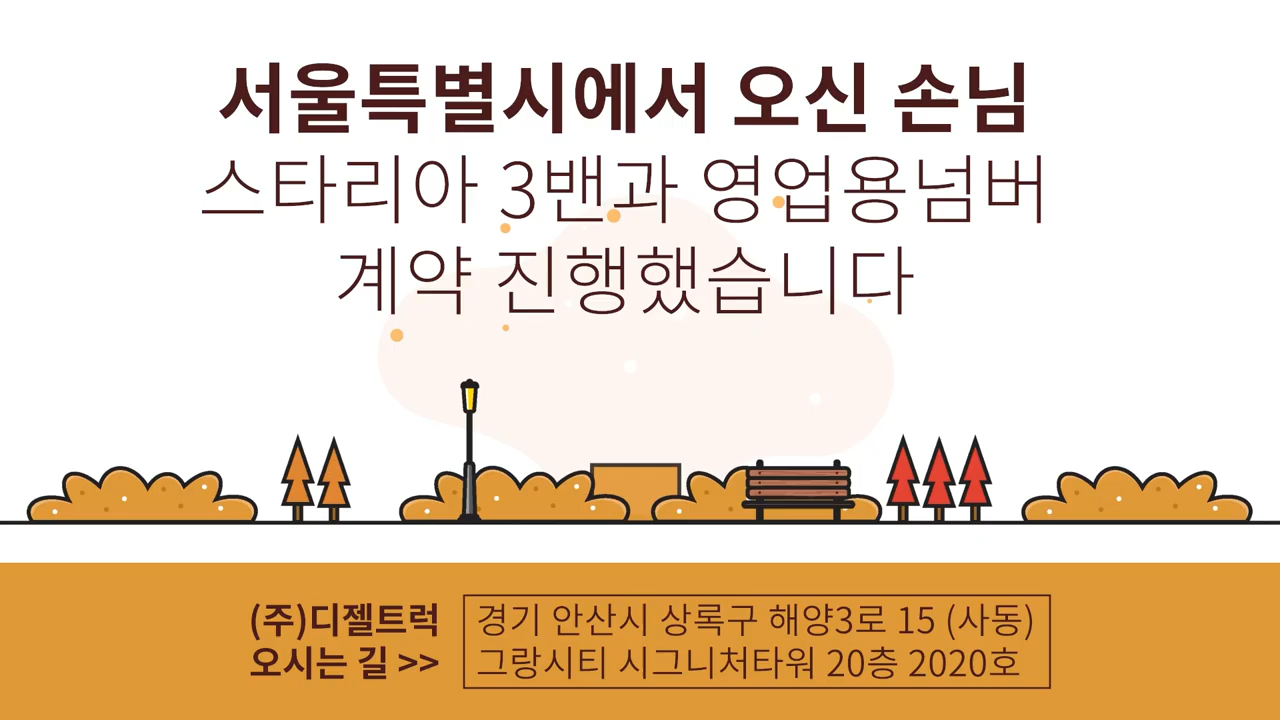 서울특별시에서 오신 손님
스타리아 3밴과 영업용넘버
계약 진행했습니다
(주)디젤트럭
오시는 길 >>
경기 안산시 상록구 해양3로 15 (사동)
그랑시티 시그니처타워 20층 2020호